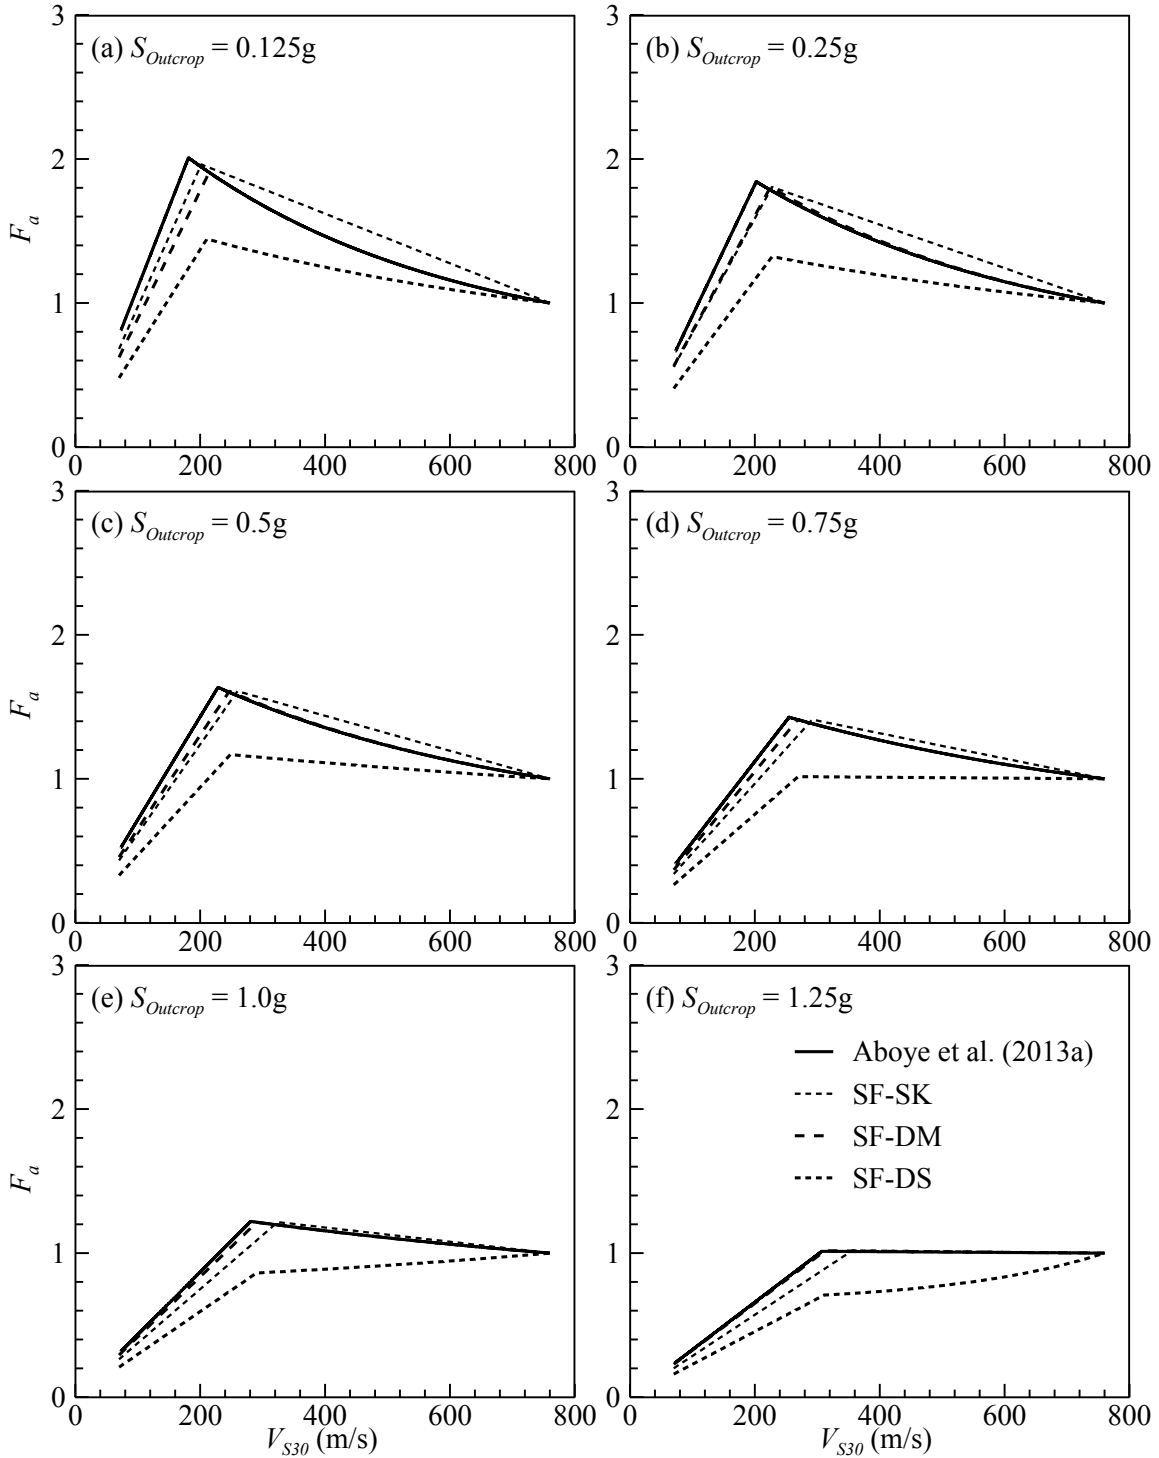 3
2
1
0
F_a
(a) S_Outcrop = 0.125g
0 200 400 600 800
3
2
1
0
(b) S_Outcrop = 0.25g
0 200 400 600 800
3
2
1
0
F_a
(c) S_Outcrop = 0.5g
0 200 400 600 800
3
2
1
0
(d) S_Outcrop = 0.75g
0 200 400 600 800
3
2
1
0
F_a
(e) S_Outcrop = 1.0g
0 200 400 600 800
V_S30 (m/s)
3
2
1
0
(f) S_Outcrop = 1.25g
Aboye et al. (2013a)
SF-SK
SF-DM
SF-DS
0 200 400 600 800
V_S30 (m/s)